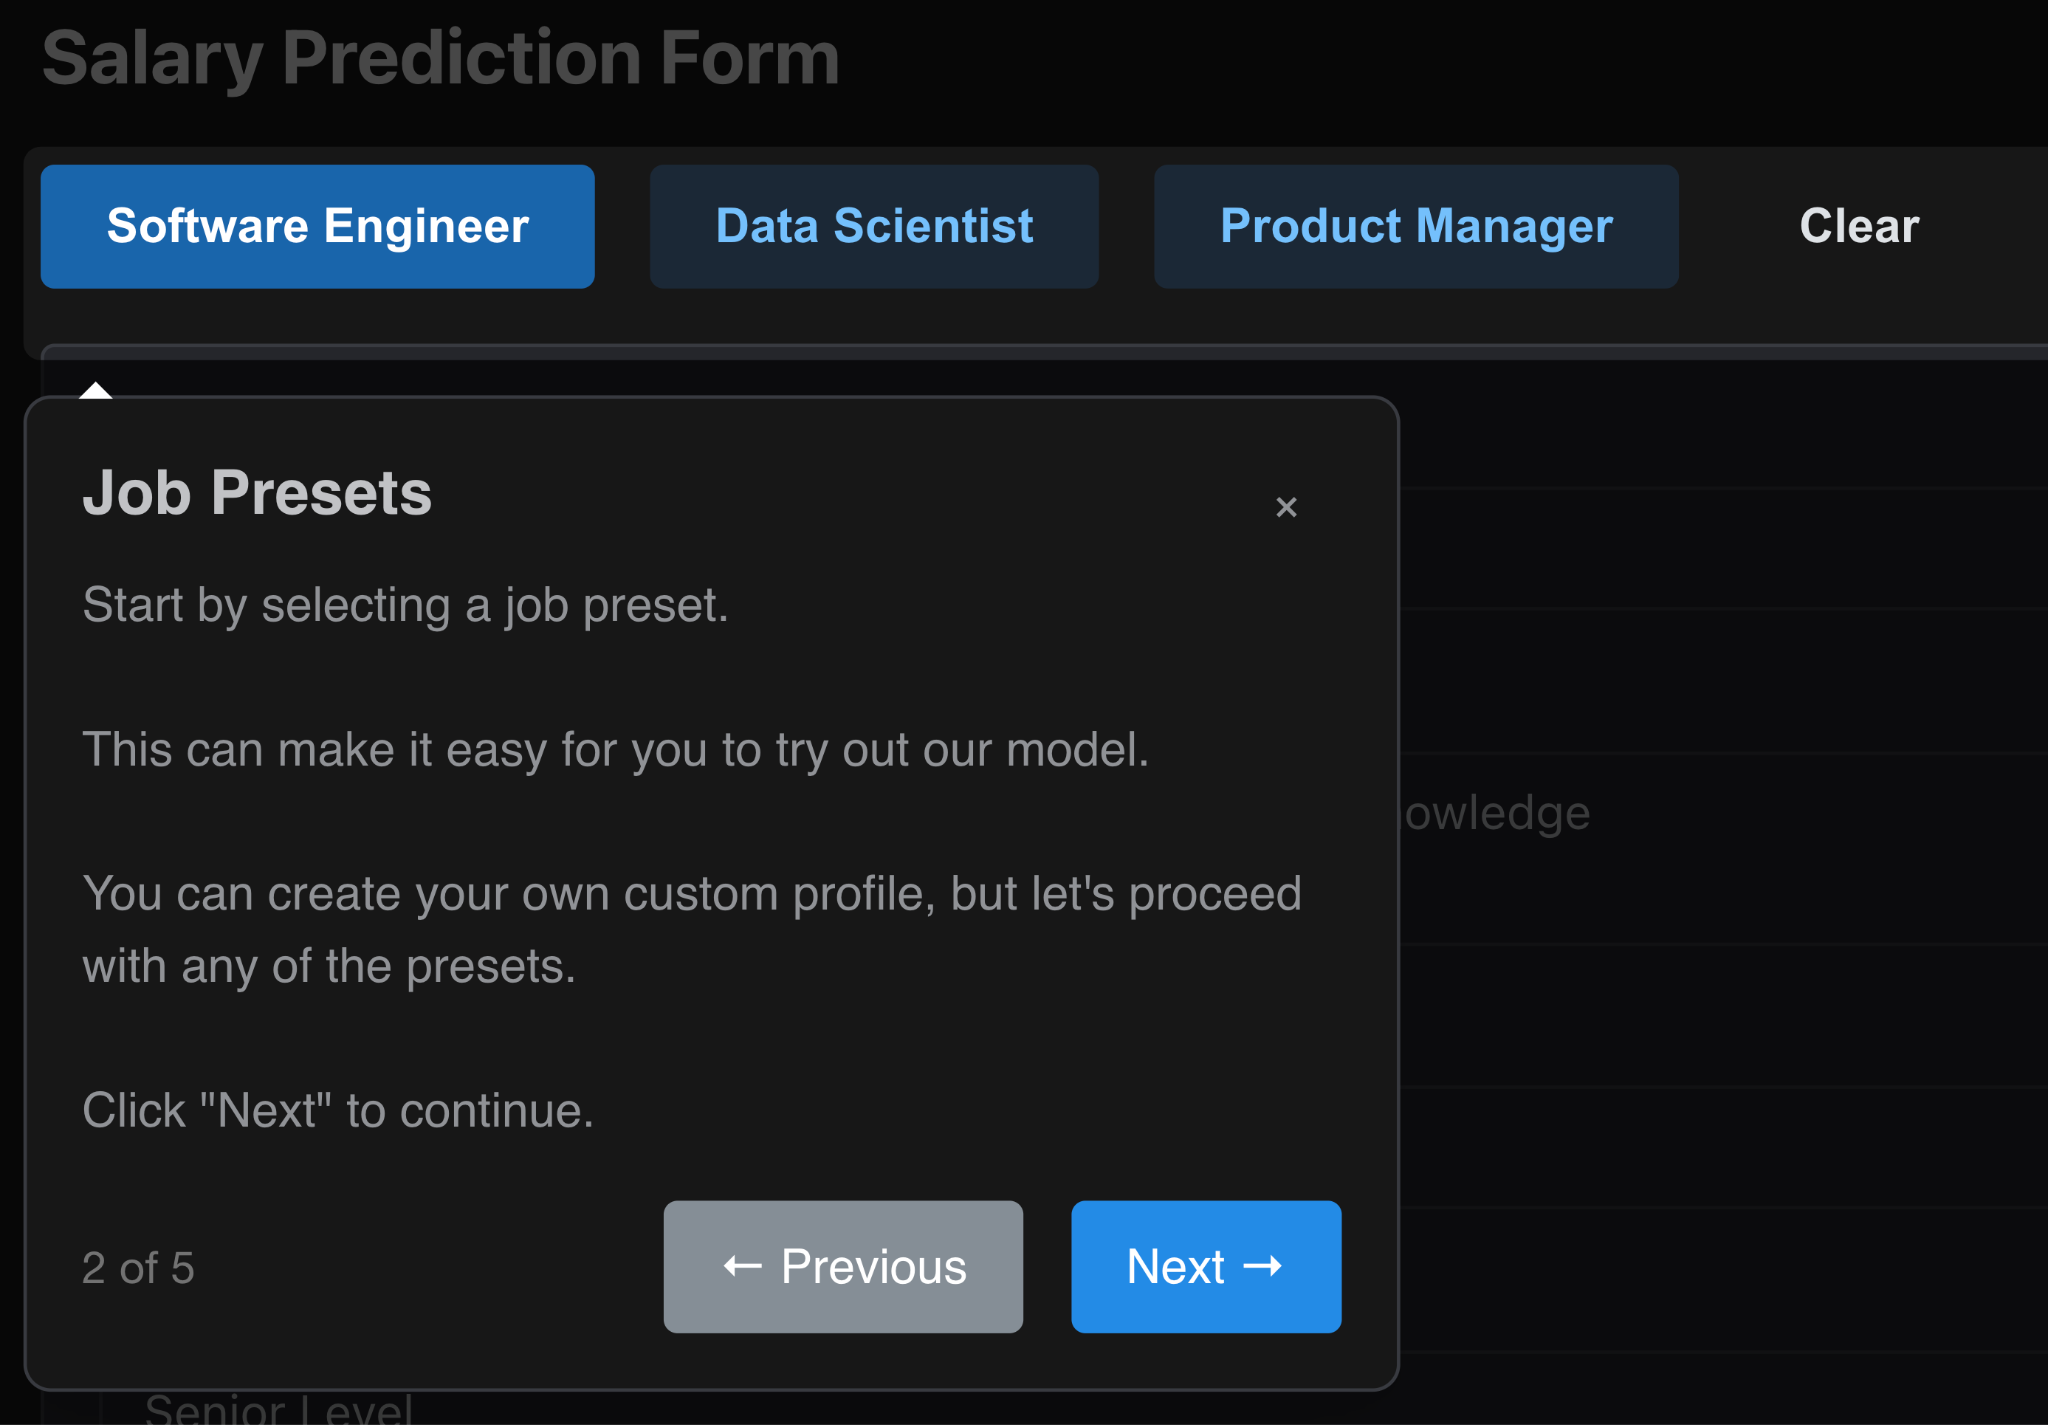 Salary Prediction Form
Software Engineer
Data Scientist
Product Manager
Clear
Job Presets
×
Start by selecting a job preset.
This can make it easy for you to try out our model.
owledge
You can create your own custom profile, but let's proceed
with any of the presets.
Click "Next" to continue.
2 of 5
← Previous
Next →
Senior Level